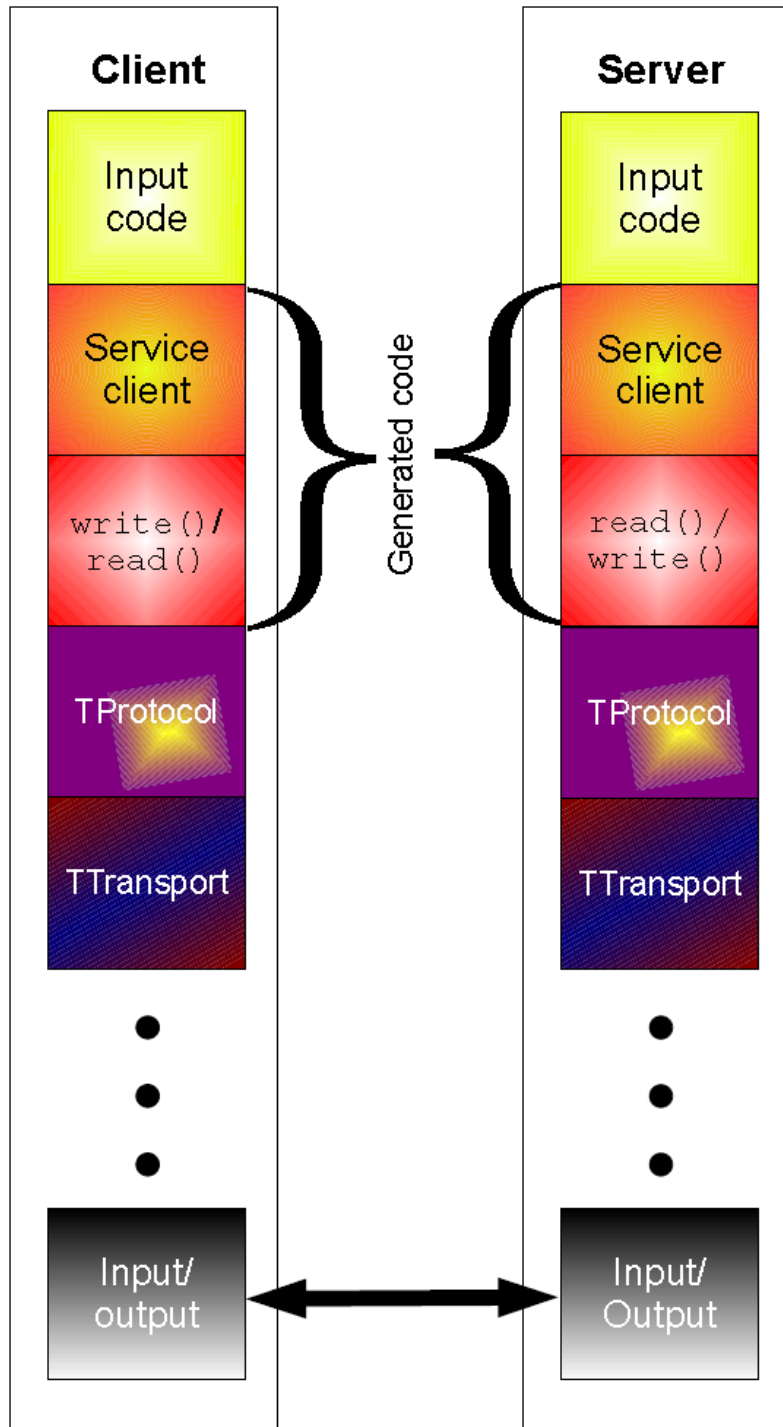 Client
Input
code
Service
client
write()/
read()
TProtocol
TTransport
Input/
output
Generated code
Server
Input
code
Service
client
read()/
write()
TProtocol
TTransport
Input/
Output